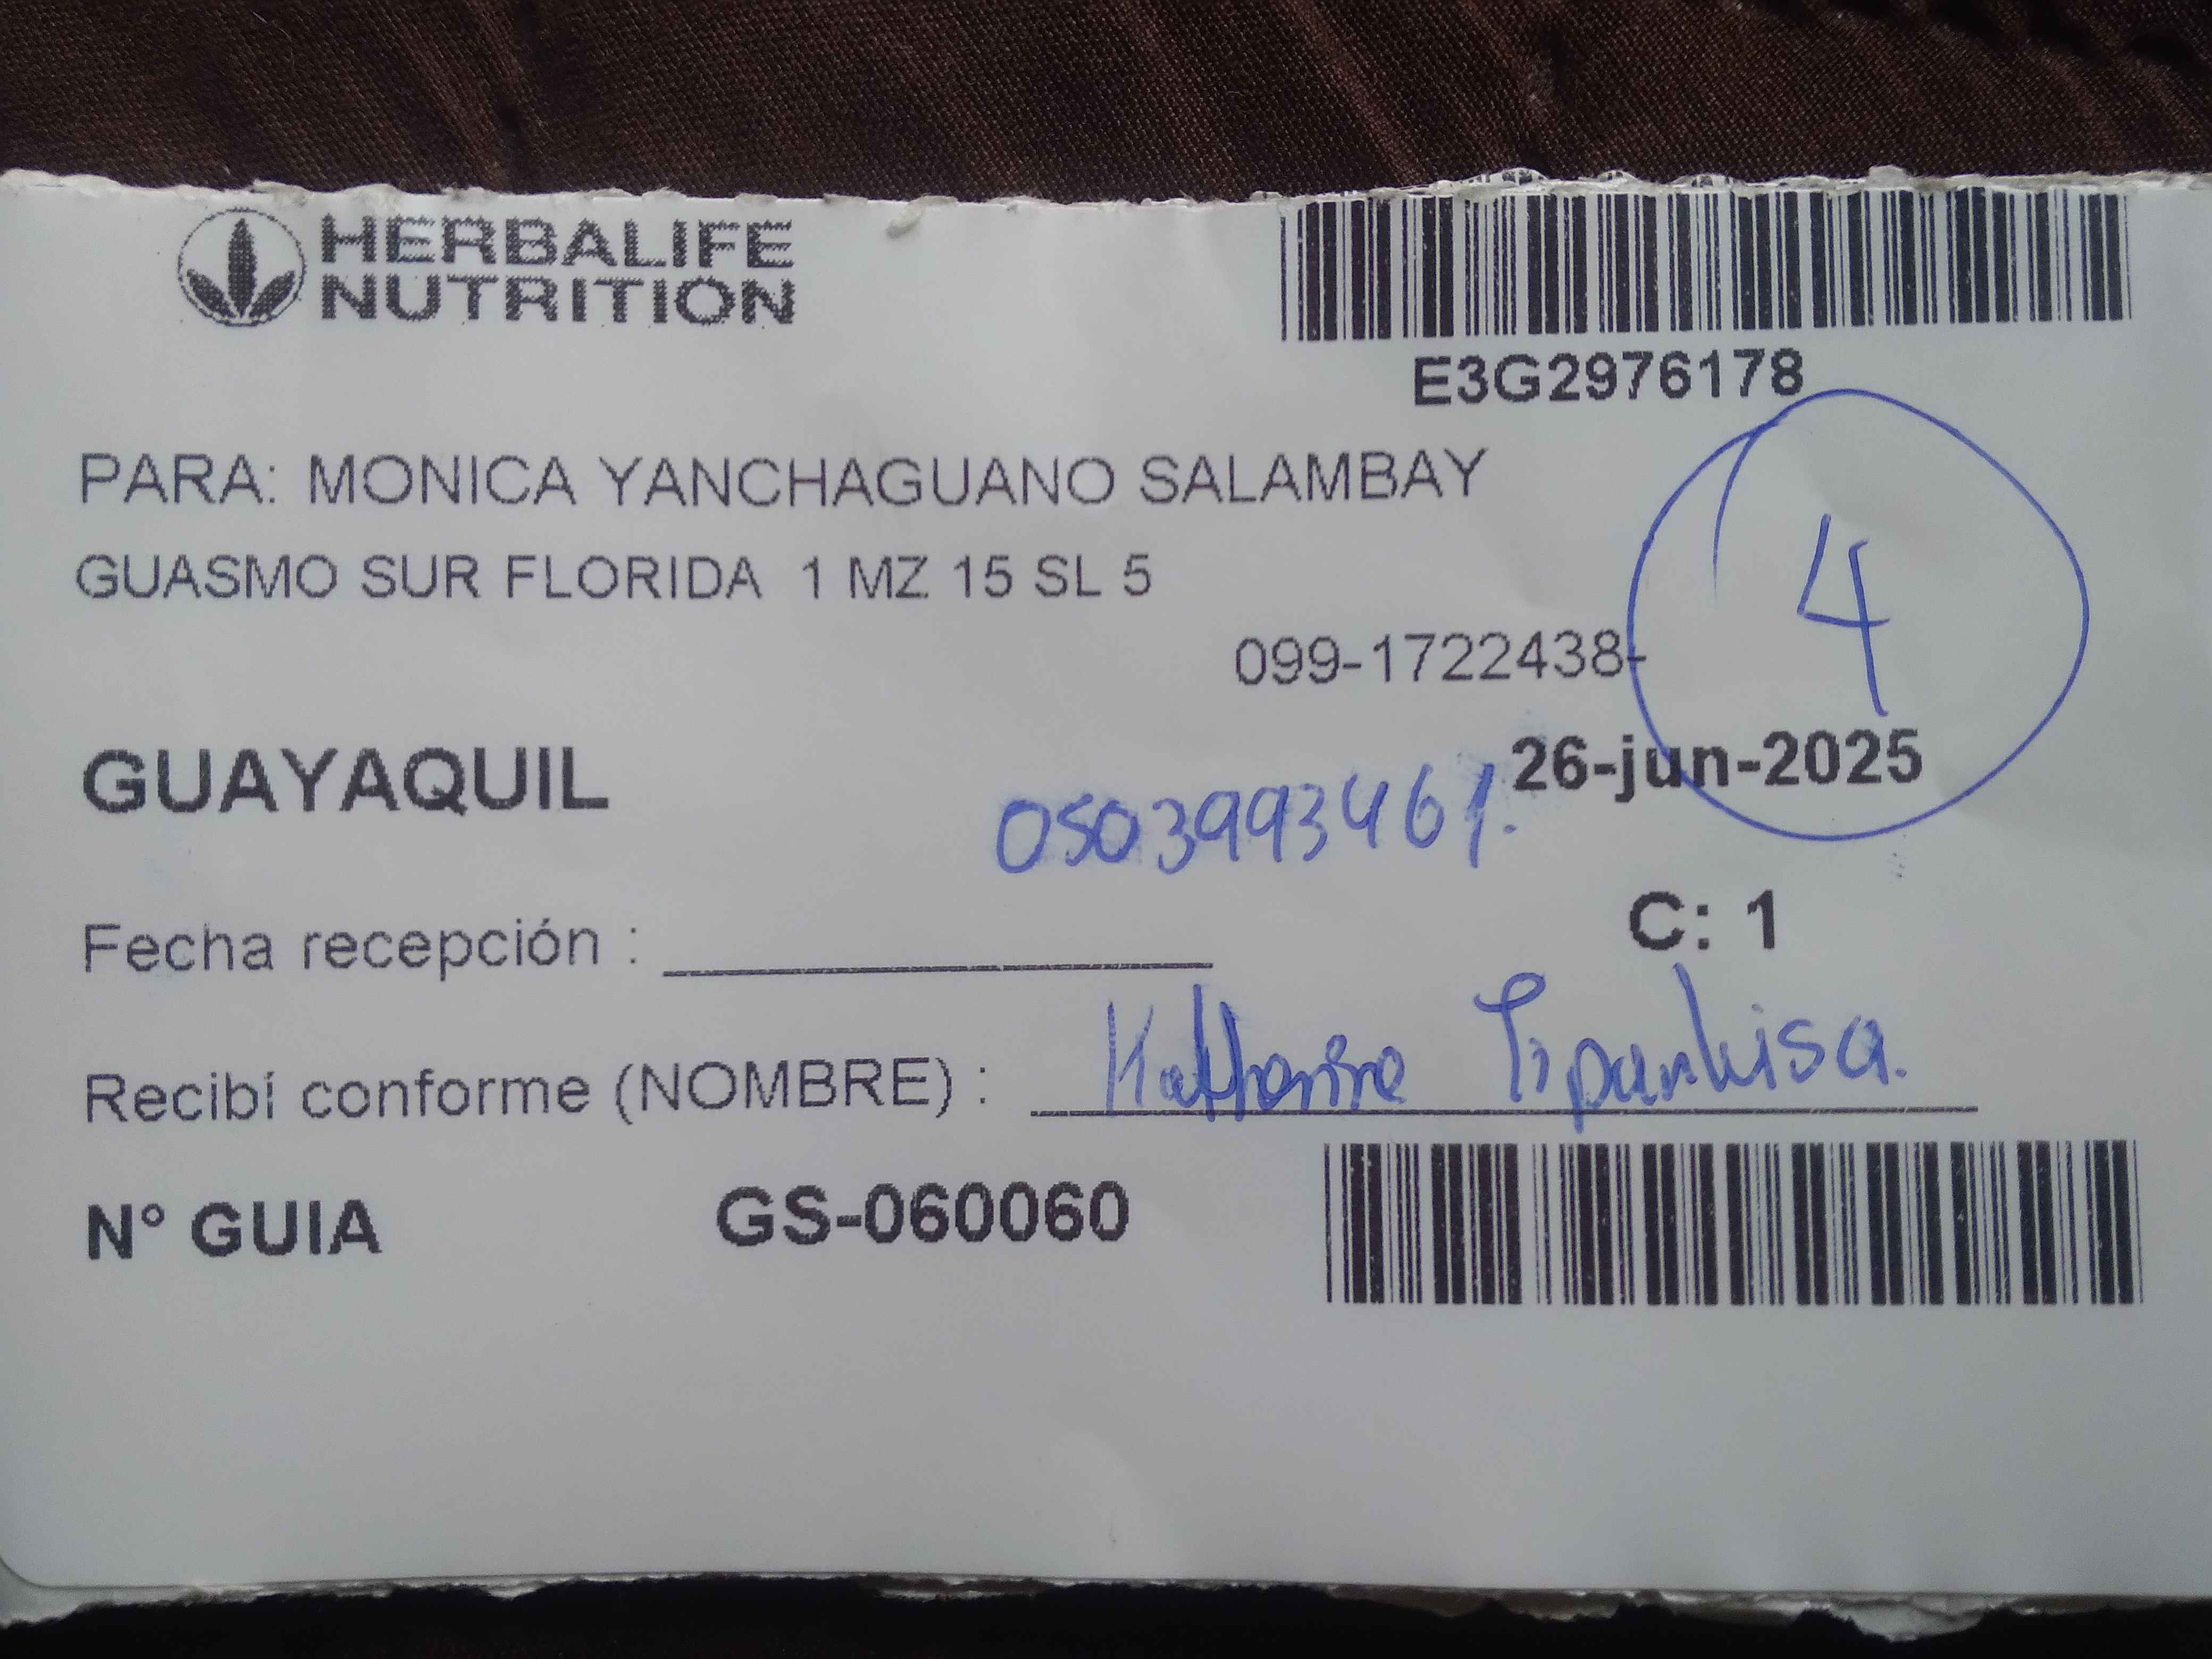 HERBALIFE
NUTRITION
E3G2976178
PARA: MONICA YANCHAGUANO SALAMBAY
GUASMO SUR FLORIDA 1 MZ 15 SL 5
099-1722438-
4
GUAYAQUIL
26-jun-2025
0503993461.
C: 1
Fecha recepción :
Recibí conforme (NOMBRE) : Katherine
N° GUIA GS-060060